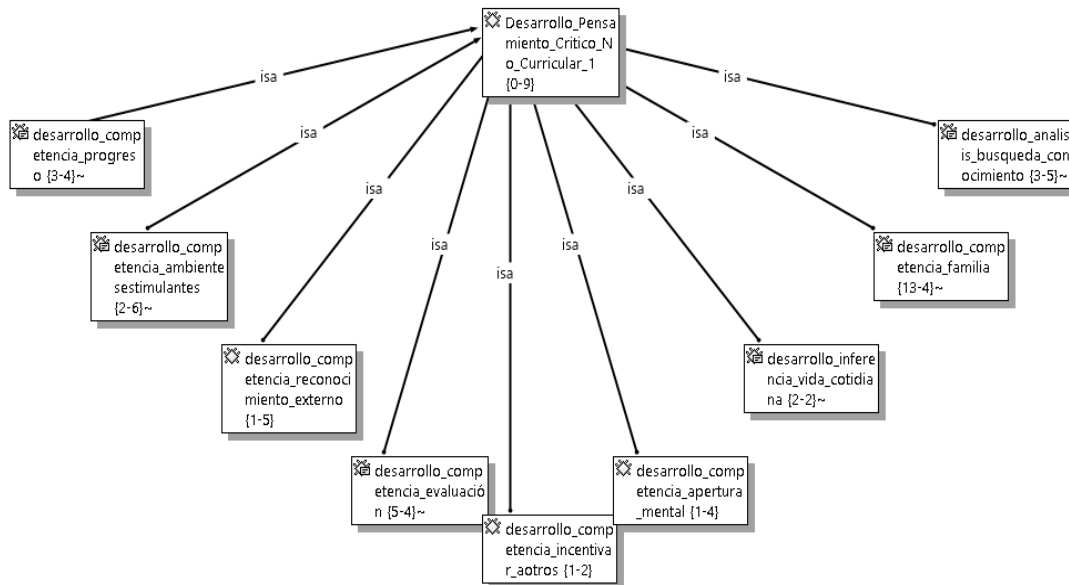 Desarrollo_Pensa
miento_Critico_N
o_Curricular_1
{0-9}
isa
isa
isa
isa
isa
isa
isa
isa
isa
desarrollo_comp
etencia_progres
o {3-4}~
desarrollo_analis
is_busqueda_con
ocimiento {3-5}~
desarrollo_comp
etencia_ambiente
sestimulantes
{2-6}~
desarrollo_comp
etencia_familia
{13-4}~
desarrollo_comp
etencia_reconoci
miento_externo
{1-5}
desarrollo_infere
ncia_vida_cotidia
na {2-2}~
desarrollo_comp
etencia_evaluació
n {5-4}~
desarrollo_comp
etencia_apertura
_mental {1-4}
desarrollo_comp
etencia_incentiva
r_aotros {1-2}